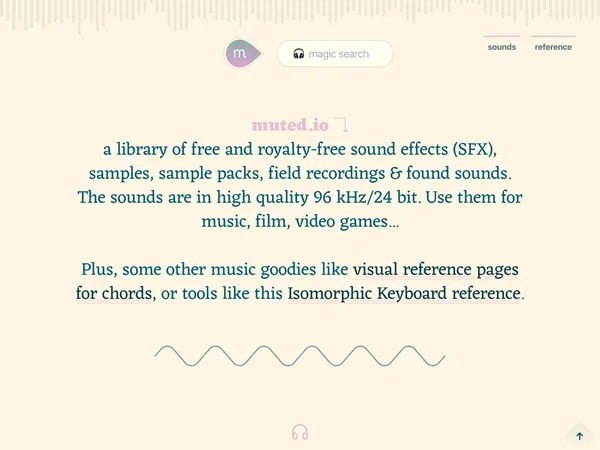 m
magic search
sounds
reference
muted.io
a library of free and royalty-free sound effects (SFX),
samples, sample packs, field recordings & found sounds.
The sounds are in high quality 96 kHz/24 bit. Use them for
music, film, video games...
Plus, some other music goodies like visual reference pages
for chords, or tools like this Isomorphic Keyboard reference.